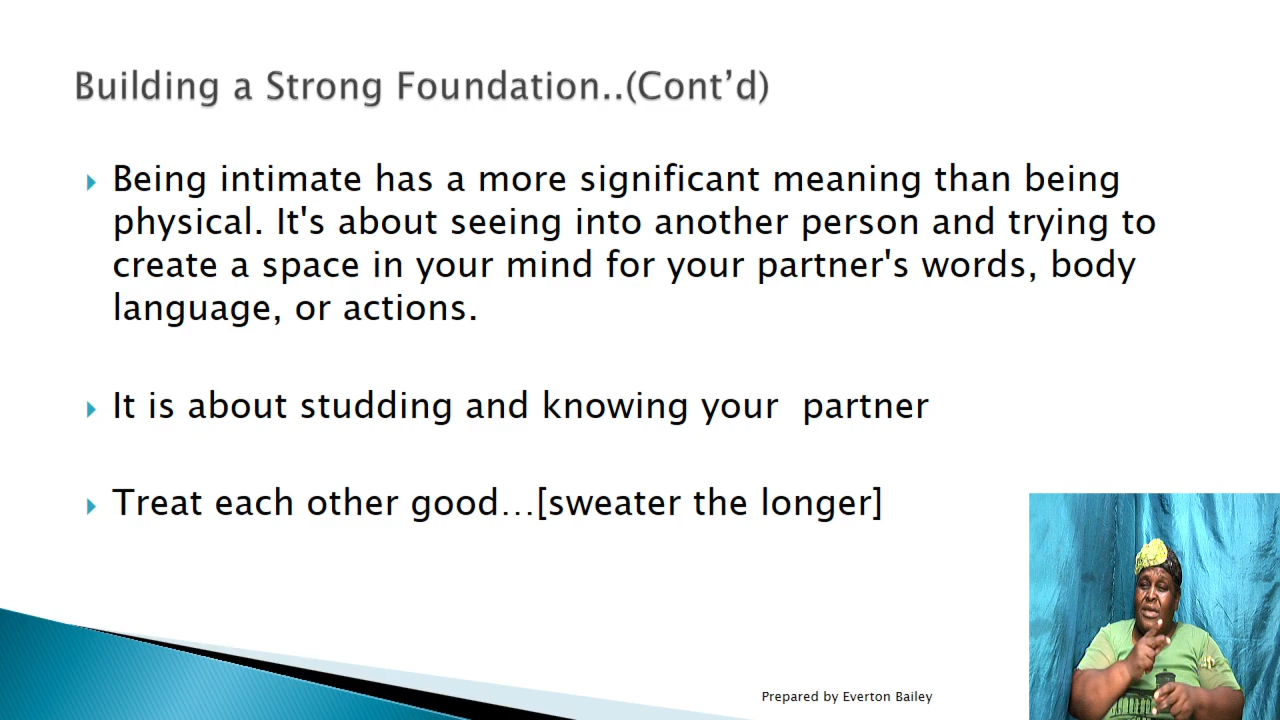 Building a Strong Foundation..(Cont’d)
Being intimate has a more significant meaning than being
physical. It's about seeing into another person and trying to
create a space in your mind for your partner's words, body
language, or actions.
It is about studding and knowing your  partner
Treat each other good…[sweater the longer]
Prepared by Everton Bailey